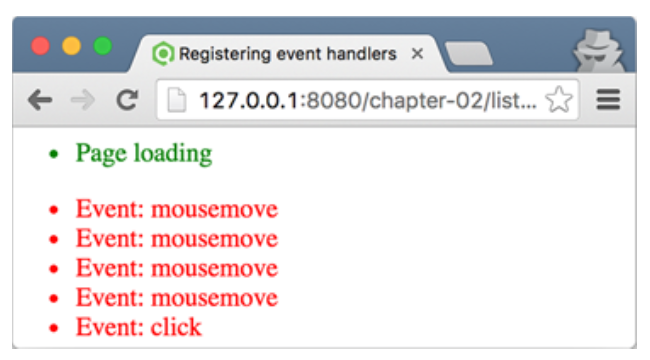 Registering event handlers
127.0.0.1:8080/chapter-02/list...
Page loading
Event: mousemove
Event: mousemove
Event: mousemove
Event: mousemove
Event: click